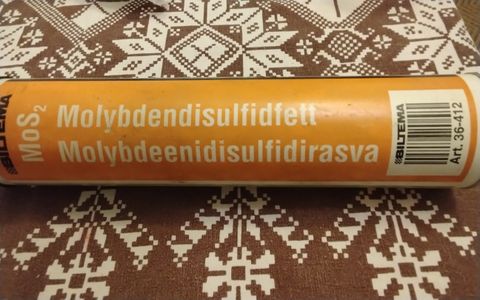 BILTEMA
MoS₂
Molybdendisulfidfett
Molybdeenidisulfidirasva
BILTEMA
Art. 36-412